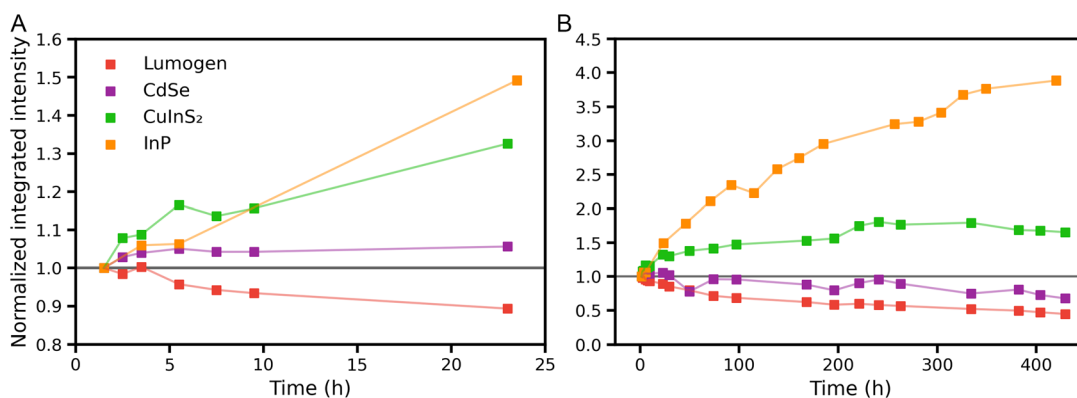 A
B
Normalized integrated intensity
1.6
1.5
1.4
1.3
1.2
1.1
1.0
0.9
0.8
Lumogen
CdSe
CuInS₂
InP
0 5 10 15 20 25
Time (h)
4.5
4.0
3.5
3.0
2.5
2.0
1.5
1.0
0.5
0.0
0 100 200 300 400
Time (h)